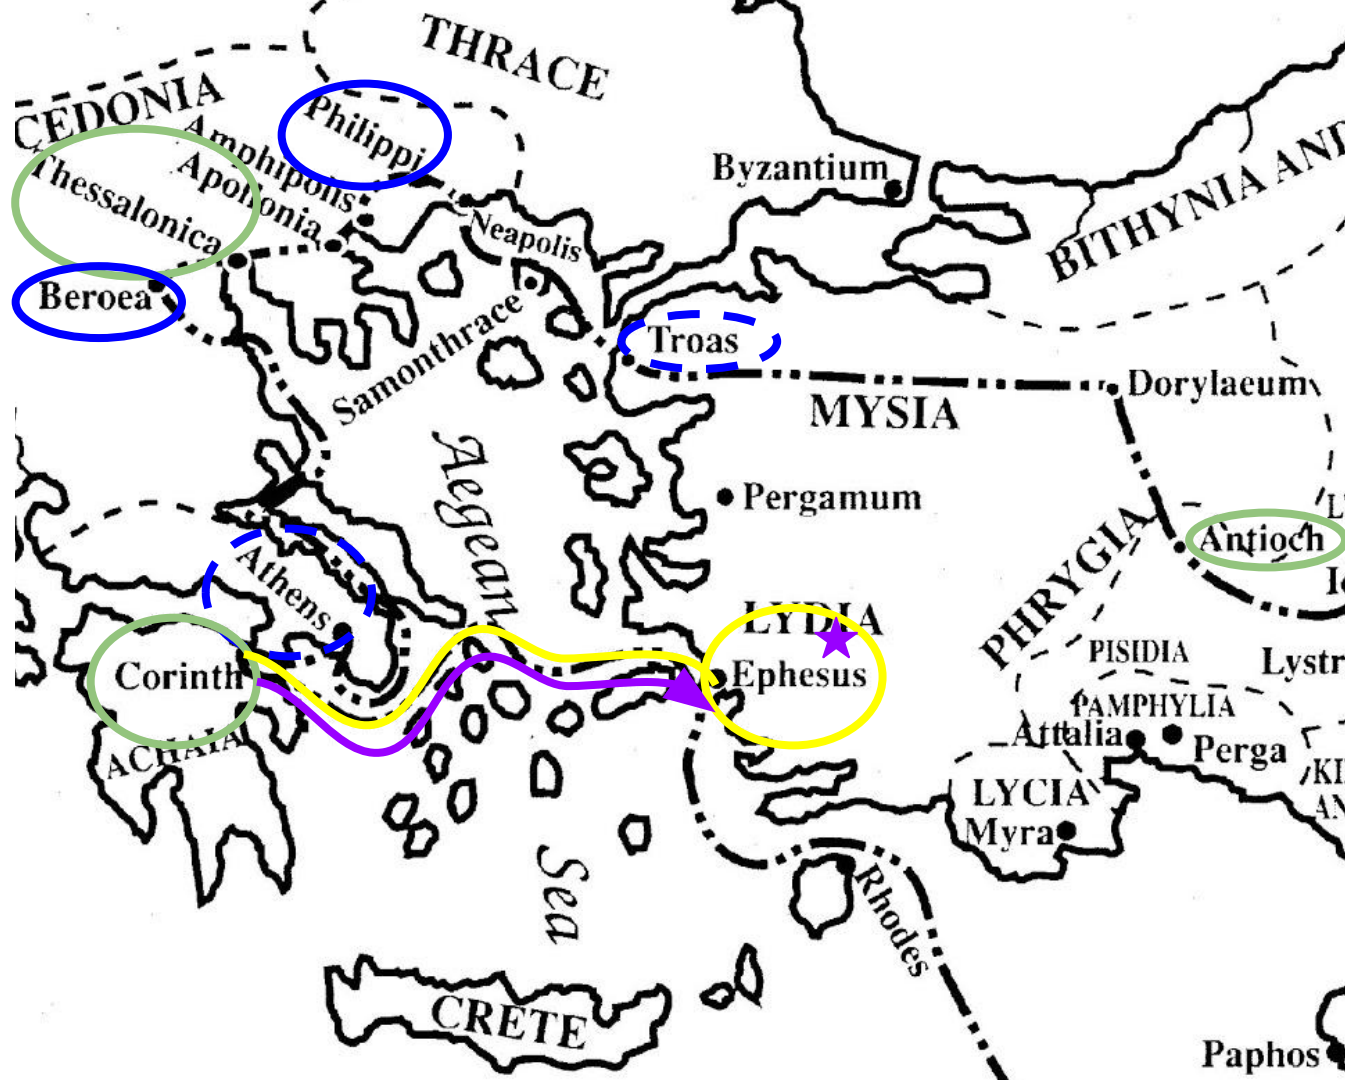 THRACE
CEDONIA
Philippi
Amphipolis
Apollonia
Thessalonica
Neapolis
Beroea
Byzantium
BITHYNIA AND
Samonthrace
Troas
Dorylaeum
MYSIA
Aegean
Pergamum
PHRYGIA
Antioch
Athens
LYDIA
Ephesus
Corinth
ACHAIA
PISIDIA
Lystr
PAMPHYLIA
Attalia
Perga
LYCIA
Myra
Rhodes
Sea
CRETE
Paphos